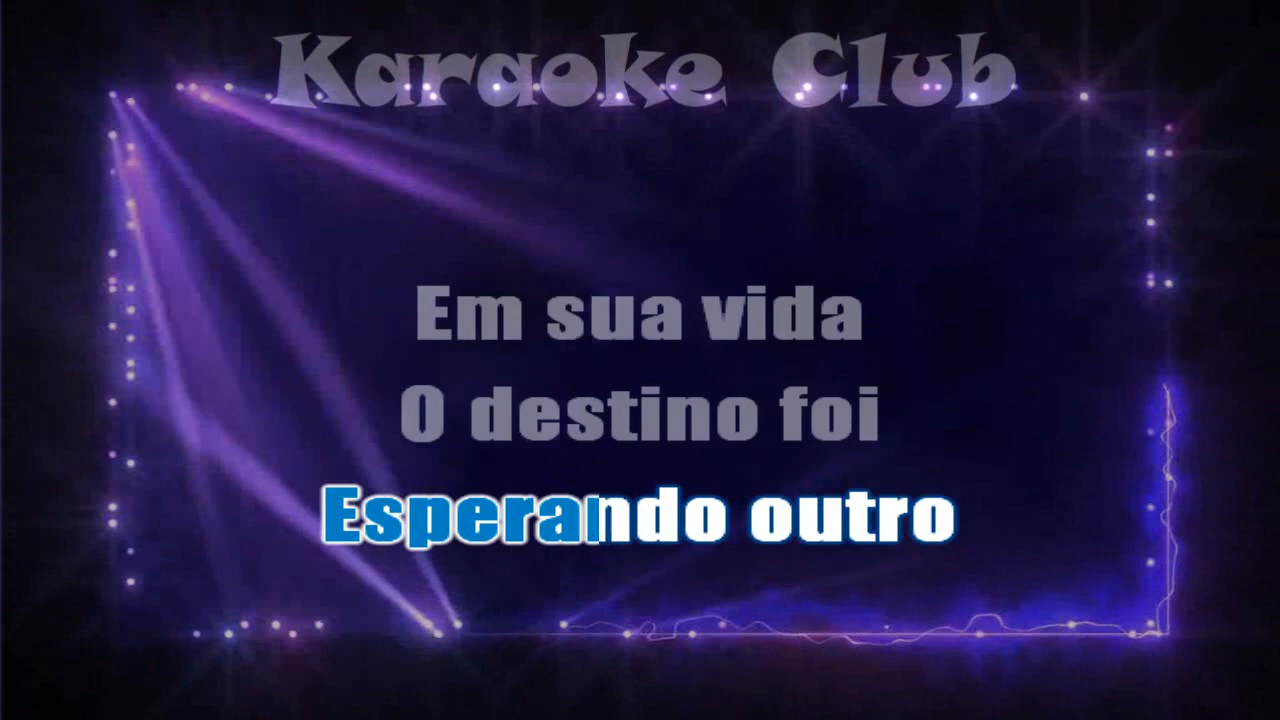 Karaoke Club
Em sua vida
O destino foi
Esperando outro